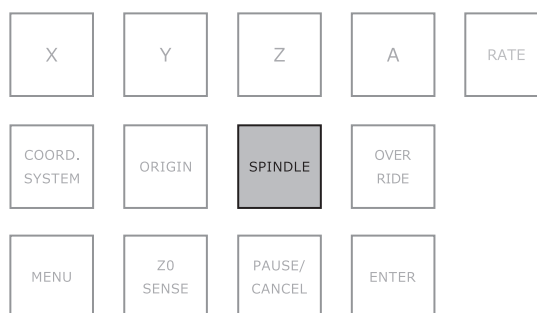 X
Y
Z
A
RATE
COORD.
SYSTEM
ORIGIN
SPINDLE
OVER
RIDE
MENU
Z0
SENSE
PAUSE/
CANCEL
ENTER